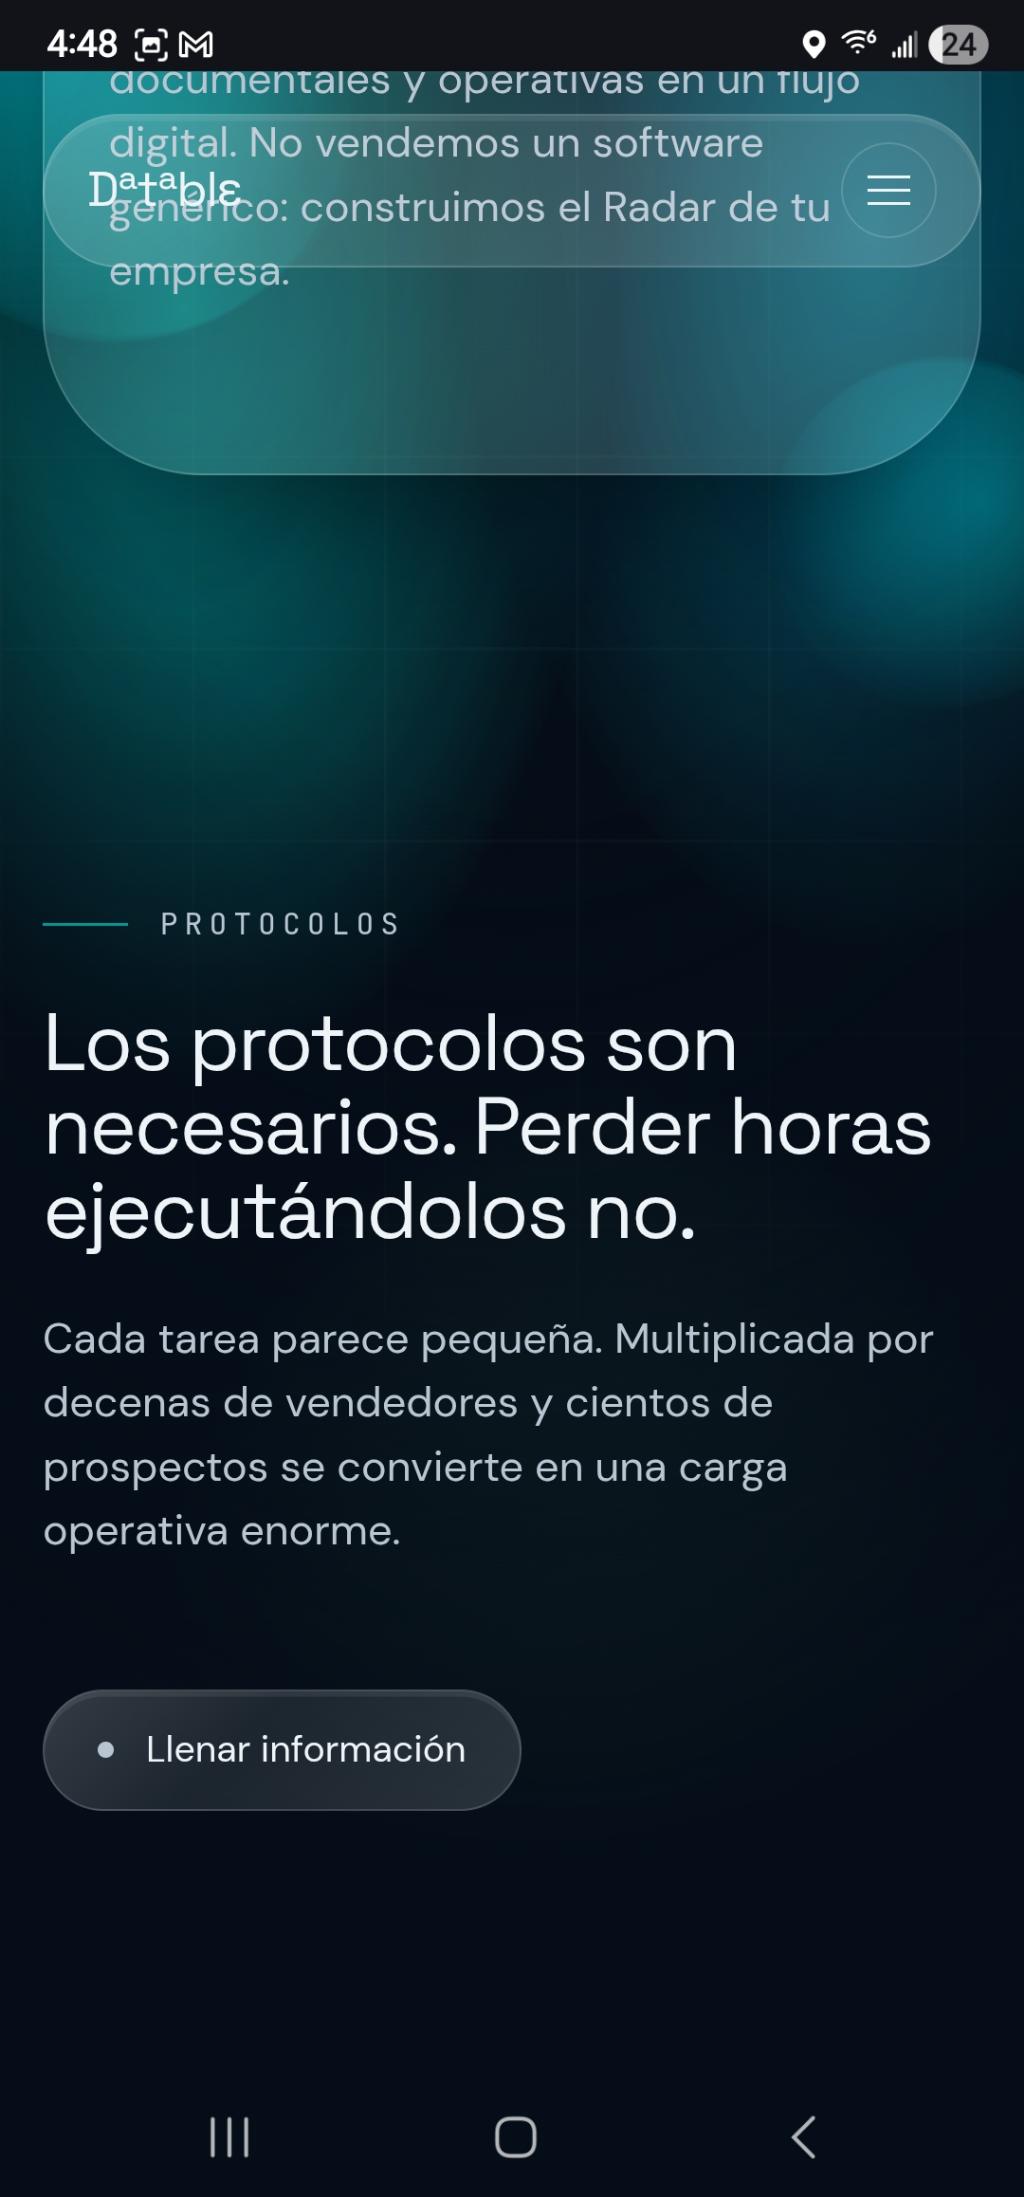 4:48
24
documentales y operativas en un flujo
digital. No vendemos un software
Dᵃtᵃblɛ
genérico: construimos el Radar de tu
empresa.
PROTOCOLOS
Los protocolos son
necesarios. Perder horas
ejecutándolos no.
Cada tarea parece pequeña. Multiplicada por
decenas de vendedores y cientos de
prospectos se convierte en una carga
operativa enorme.
Llenar información